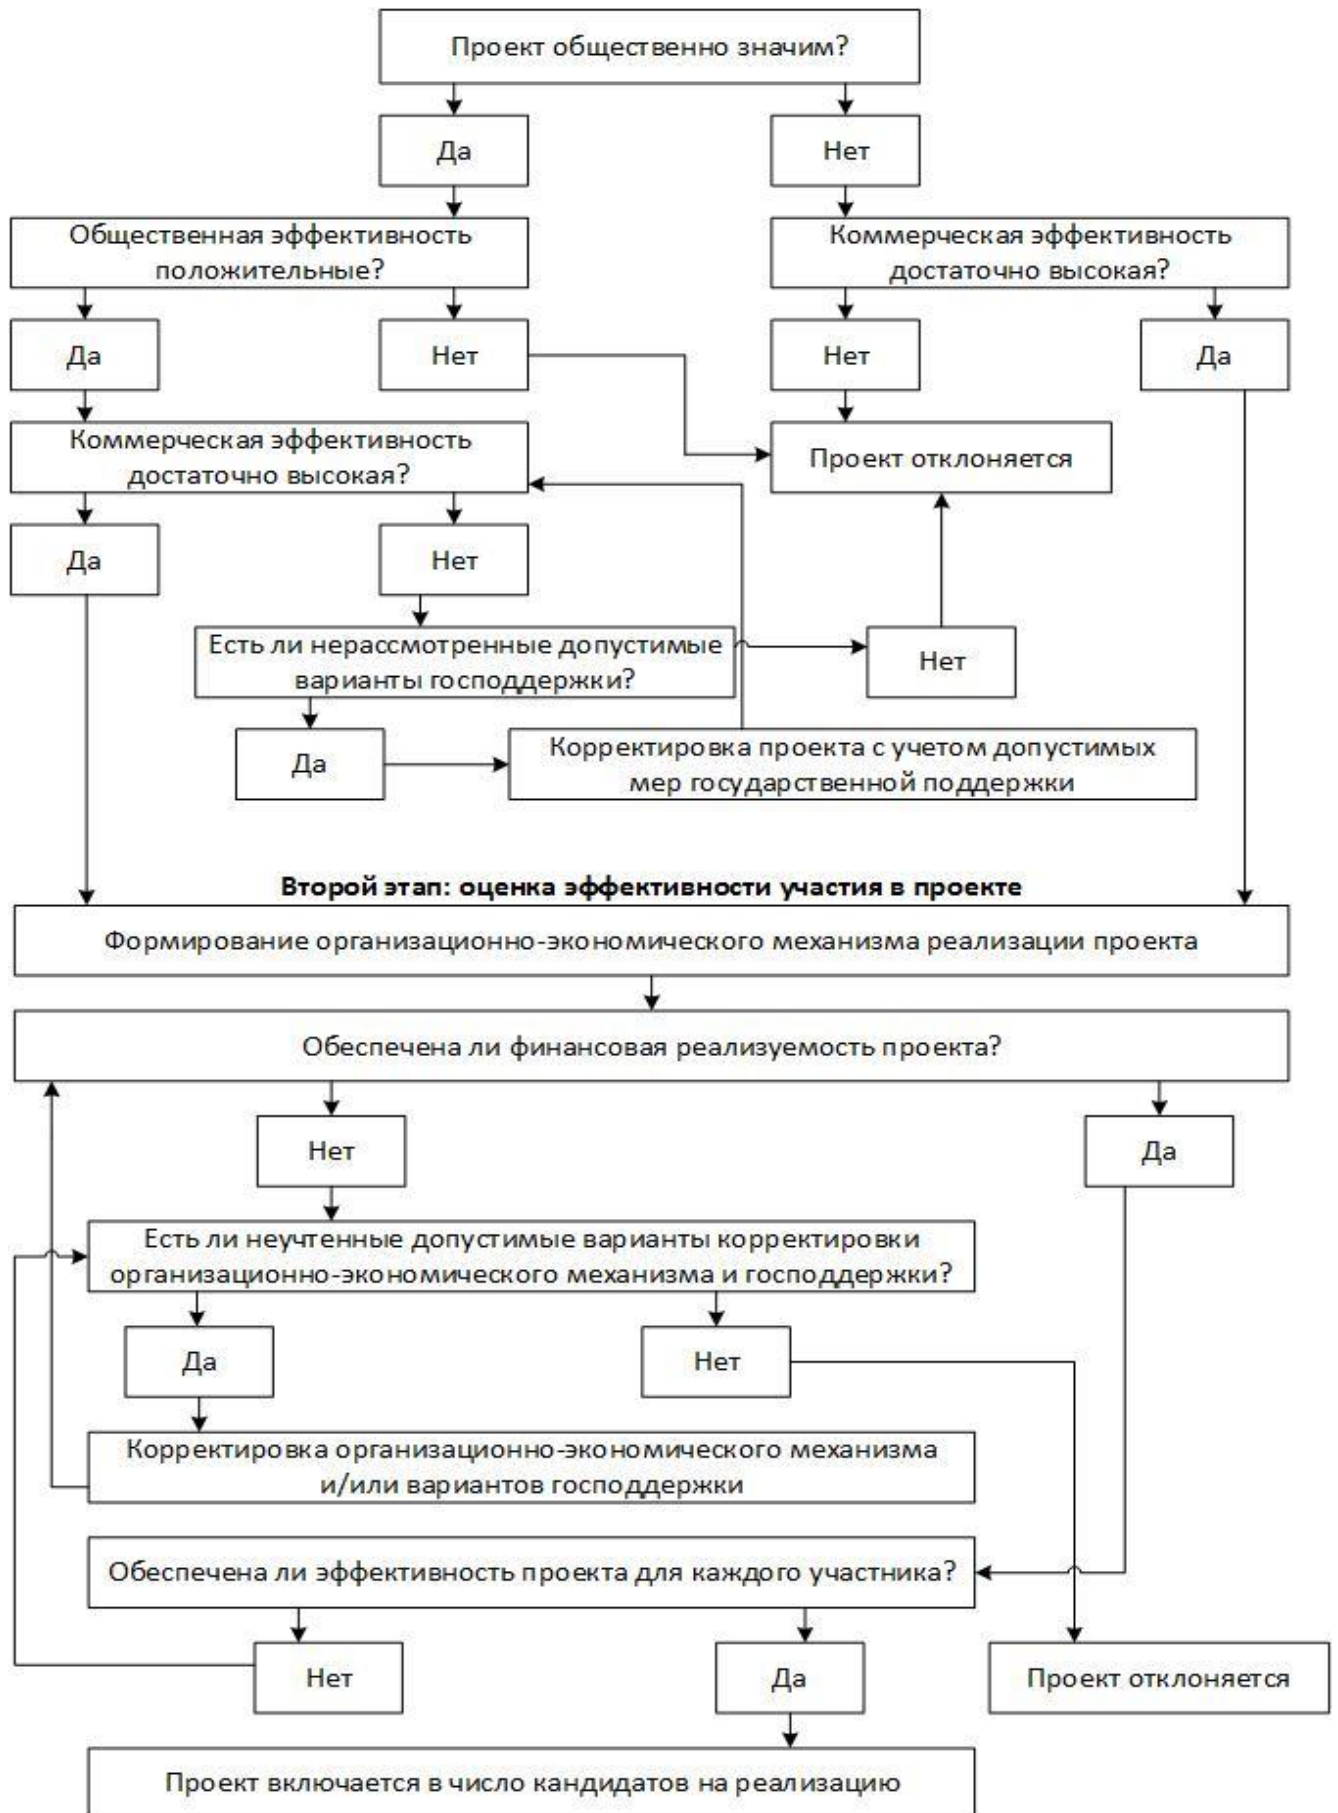 Проект общественно значим?
Да
Нет
Общественная эффективность
положительные?
Коммерческая эффективность
достаточно высокая?
Да
Нет
Нет
Да
Коммерческая эффективность
достаточно высокая?
Проект отклоняется
Да
Нет
Есть ли нерассмотренные допустимые
варианты господдержки?
Нет
Да
Корректировка проекта с учетом допустимых
мер государственной поддержки
Второй этап: оценка эффективности участия в проекте
Формирование организационно-экономического механизма реализации проекта
Обеспечена ли финансовая реализуемость проекта?
Нет
Да
Есть ли неучтенные допустимые варианты корректировки
организационно-экономического механизма и господдержки?
Да
Нет
Корректировка организационно-экономического механизма
и/или вариантов господдержки
Обеспечена ли эффективность проекта для каждого участника?
Нет
Да
Проект отклоняется
Проект включается в число кандидатов на реализацию